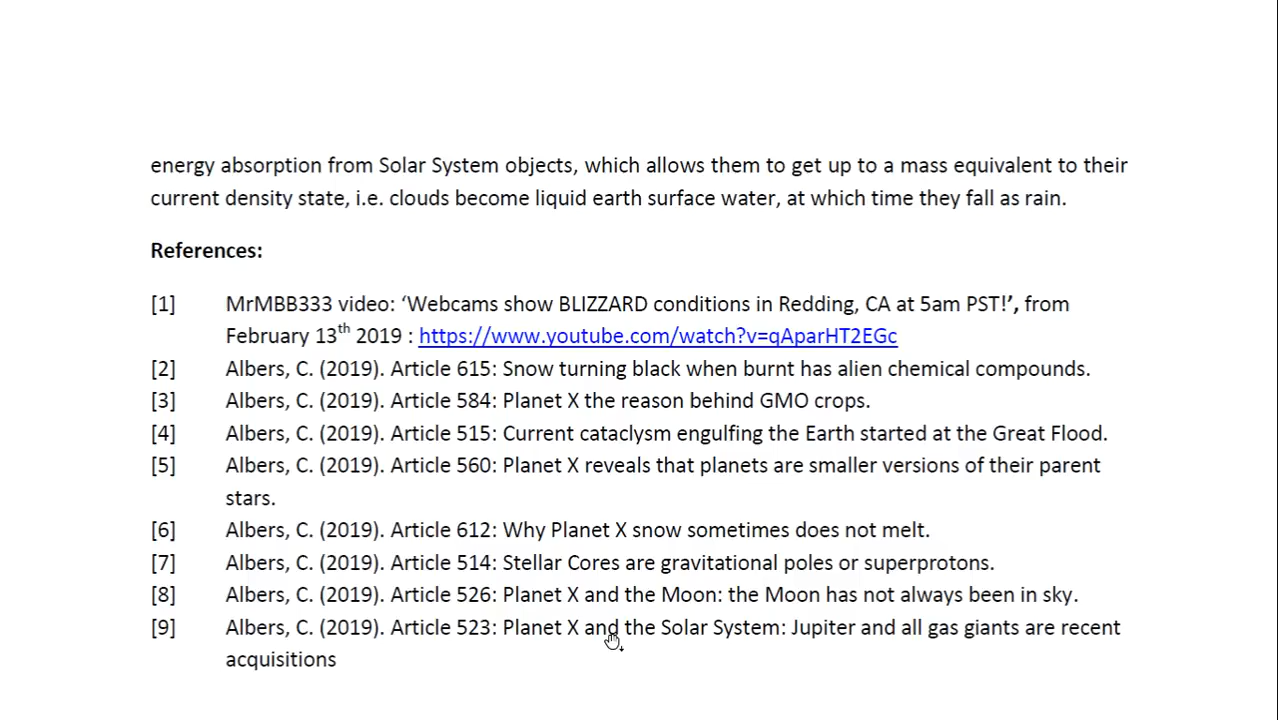 energy absorption from Solar System objects, which allows them to get up to a mass equivalent to their
current density state, i.e. clouds become liquid earth surface water, at which time they fall as rain.
References:
[1] MrMBB333 video: ‘Webcams show BLIZZARD conditions in Redding, CA at 5am PST!’, from
February 13th 2019 : https://www.youtube.com/watch?v=qAparHT2EGc
[2] Albers, C. (2019). Article 615: Snow turning black when burnt has alien chemical compounds.
[3] Albers, C. (2019). Article 584: Planet X the reason behind GMO crops.
[4] Albers, C. (2019). Article 515: Current cataclysm engulfing the Earth started at the Great Flood.
[5] Albers, C. (2019). Article 560: Planet X reveals that planets are smaller versions of their parent
stars.
[6] Albers, C. (2019). Article 612: Why Planet X snow sometimes does not melt.
[7] Albers, C. (2019). Article 514: Stellar Cores are gravitational poles or superprotons.
[8] Albers, C. (2019). Article 526: Planet X and the Moon: the Moon has not always been in sky.
[9] Albers, C. (2019). Article 523: Planet X and the Solar System: Jupiter and all gas giants are recent
acquisitions